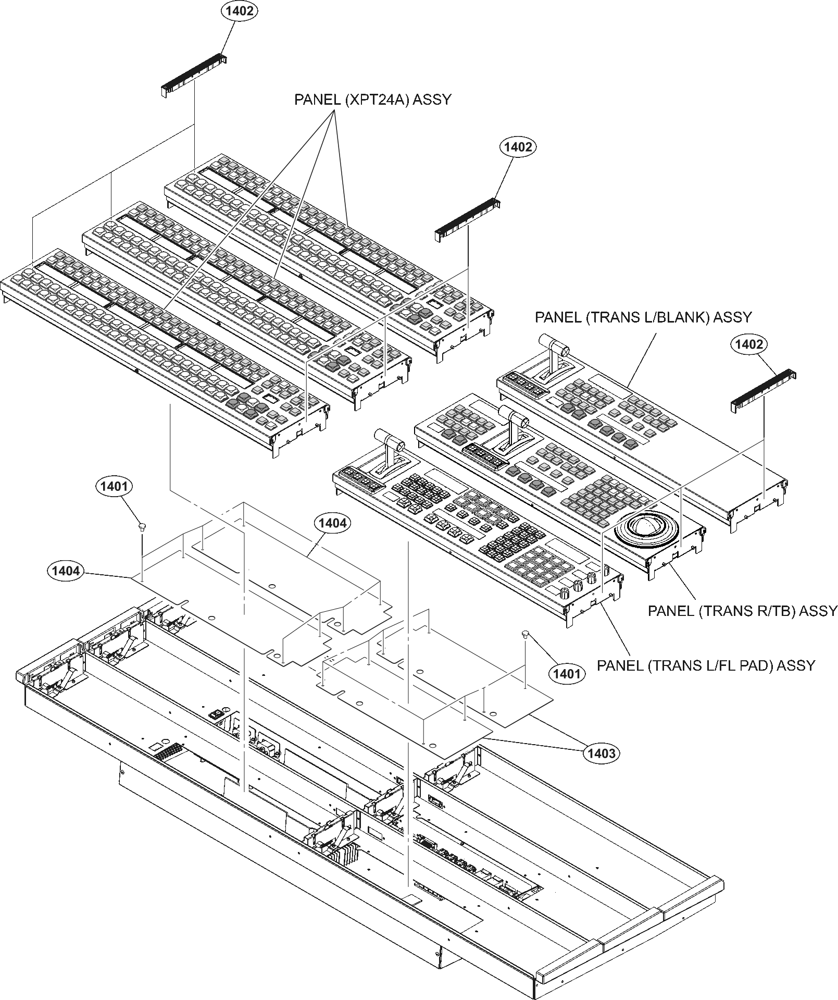 1402
PANEL (XPT24A) ASSY
1402
PANEL (TRANS L/BLANK) ASSY
1402
1401
1404
1404
PANEL (TRANS R/TB) ASSY
PANEL (TRANS L/FL PAD) ASSY
1401
1403